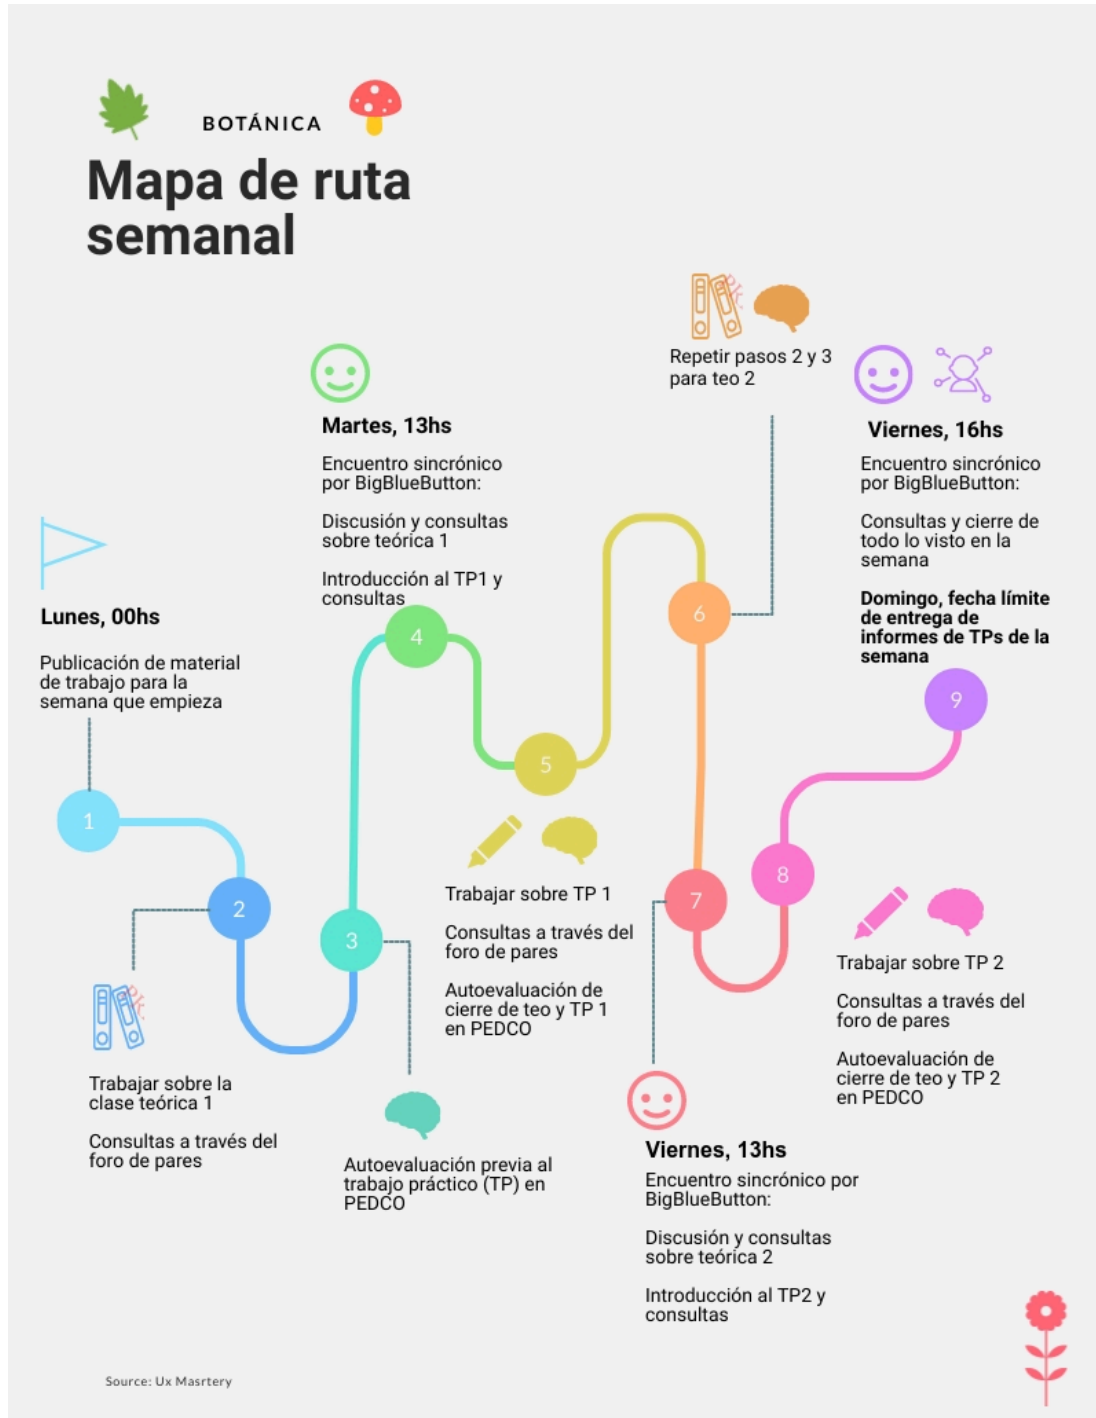 BOTÁNICA
Mapa de ruta
semanal
Lunes, 00hs
Publicación de material
de trabajo para la
semana que empieza
1
2
Trabajar sobre la
clase teórica 1
Consultas a través del
foro de pares
3
Autoevaluación previa al
trabajo práctico (TP) en
PEDCO
Martes, 13hs
Encuentro sincrónico
por BigBlueButton:
Discusión y consultas
sobre teórica 1
Introducción al TP1 y
consultas
4
5
Trabajar sobre TP 1
Consultas a través del
foro de pares
Autoevaluación de
cierre de teo y TP 1
en PEDCO
Repetir pasos 2 y 3
para teo 2
6
7
Viernes, 13hs
Encuentro sincrónico por
BigBlueButton:
Discusión y consultas
sobre teórica 2
Introducción al TP2 y
consultas
8
Trabajar sobre TP 2
Consultas a través del
foro de pares
Autoevaluación de
cierre de teo y TP 2
en PEDCO
Viernes, 16hs
Encuentro sincrónico
por BigBlueButton:
Consultas y cierre de
todo lo visto en la
semana
Domingo, fecha límite
de entrega de
informes de TPs de la
semana
9
Source: Ux Masrtery